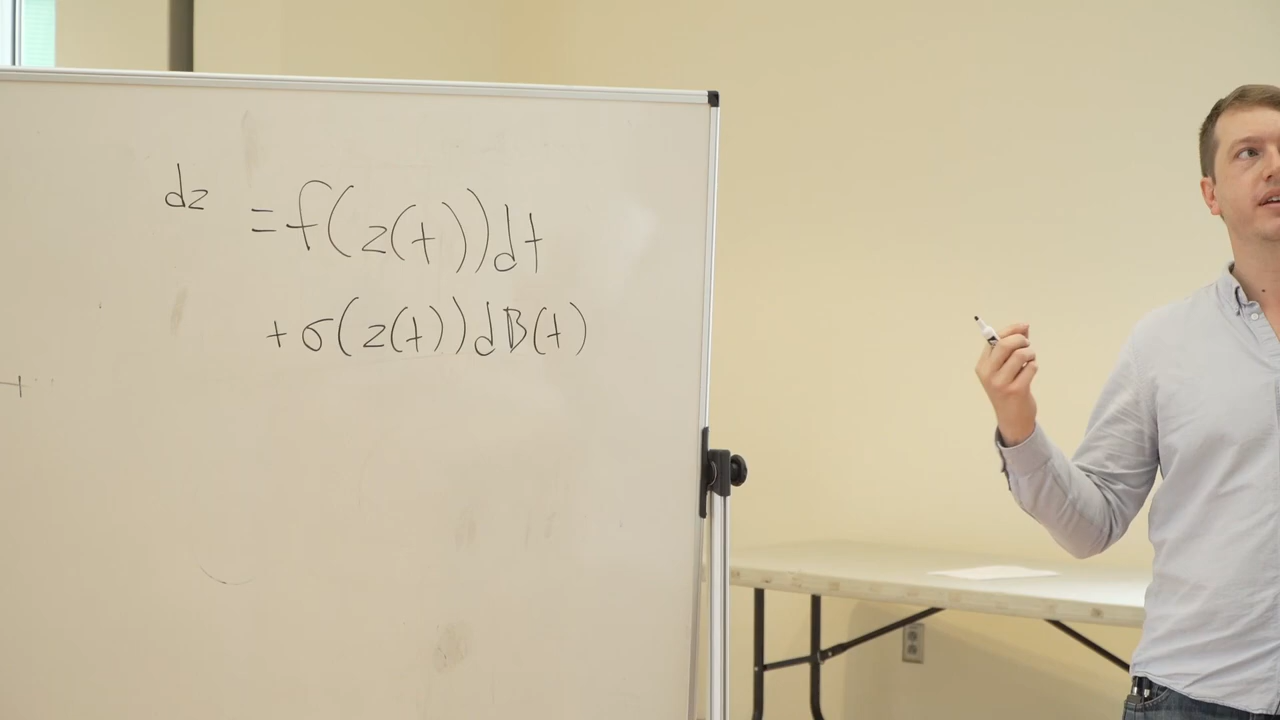 dz = f(z(t))dt
+ σ(z(t))dB(t)